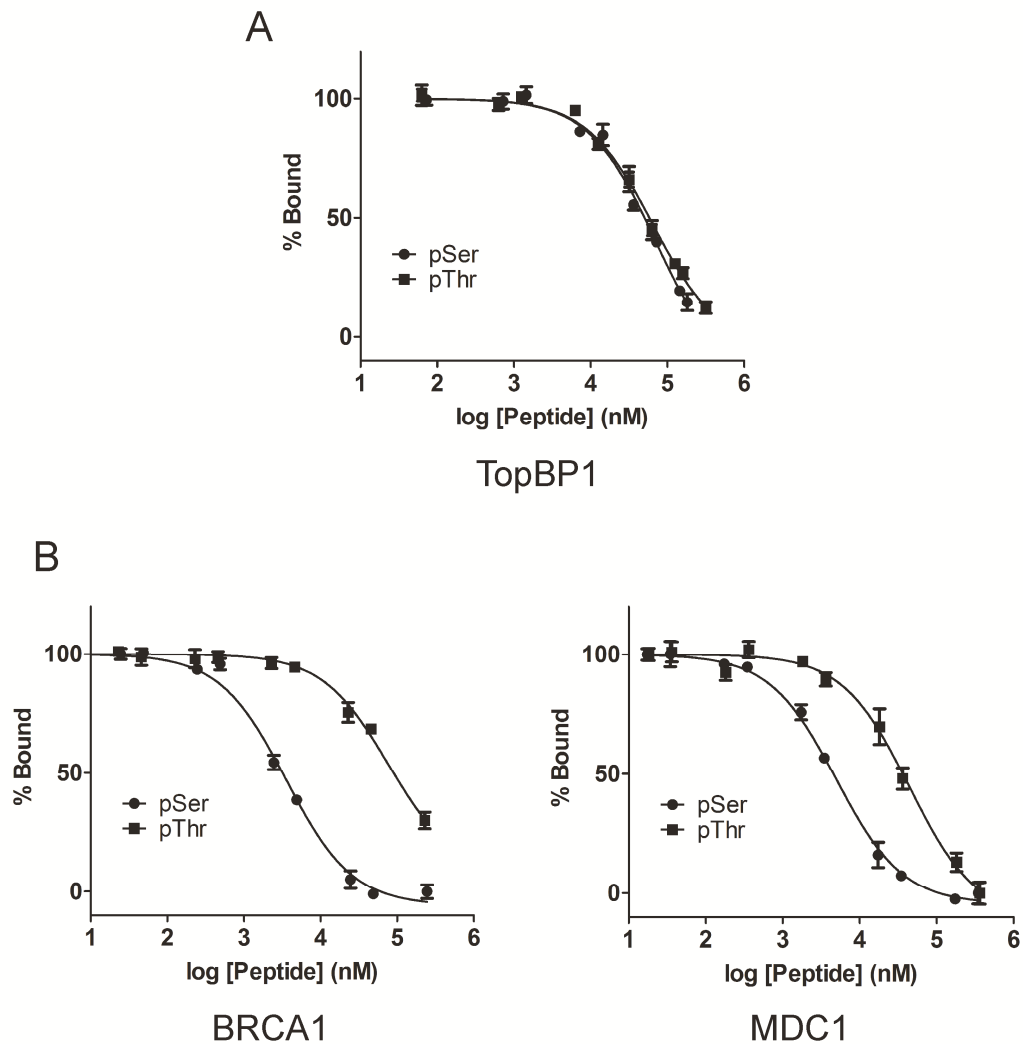 A
100
50
0
% Bound
pSer
pThr
1 2 3 4 5 6
log [Peptide] (nM)
TopBP1
B
100
50
0
% Bound
pSer
pThr
1 2 3 4 5 6
log [Peptide] (nM)
BRCA1
100
50
0
% Bound
pSer
pThr
1 2 3 4 5 6
log [Peptide] (nM)
MDC1